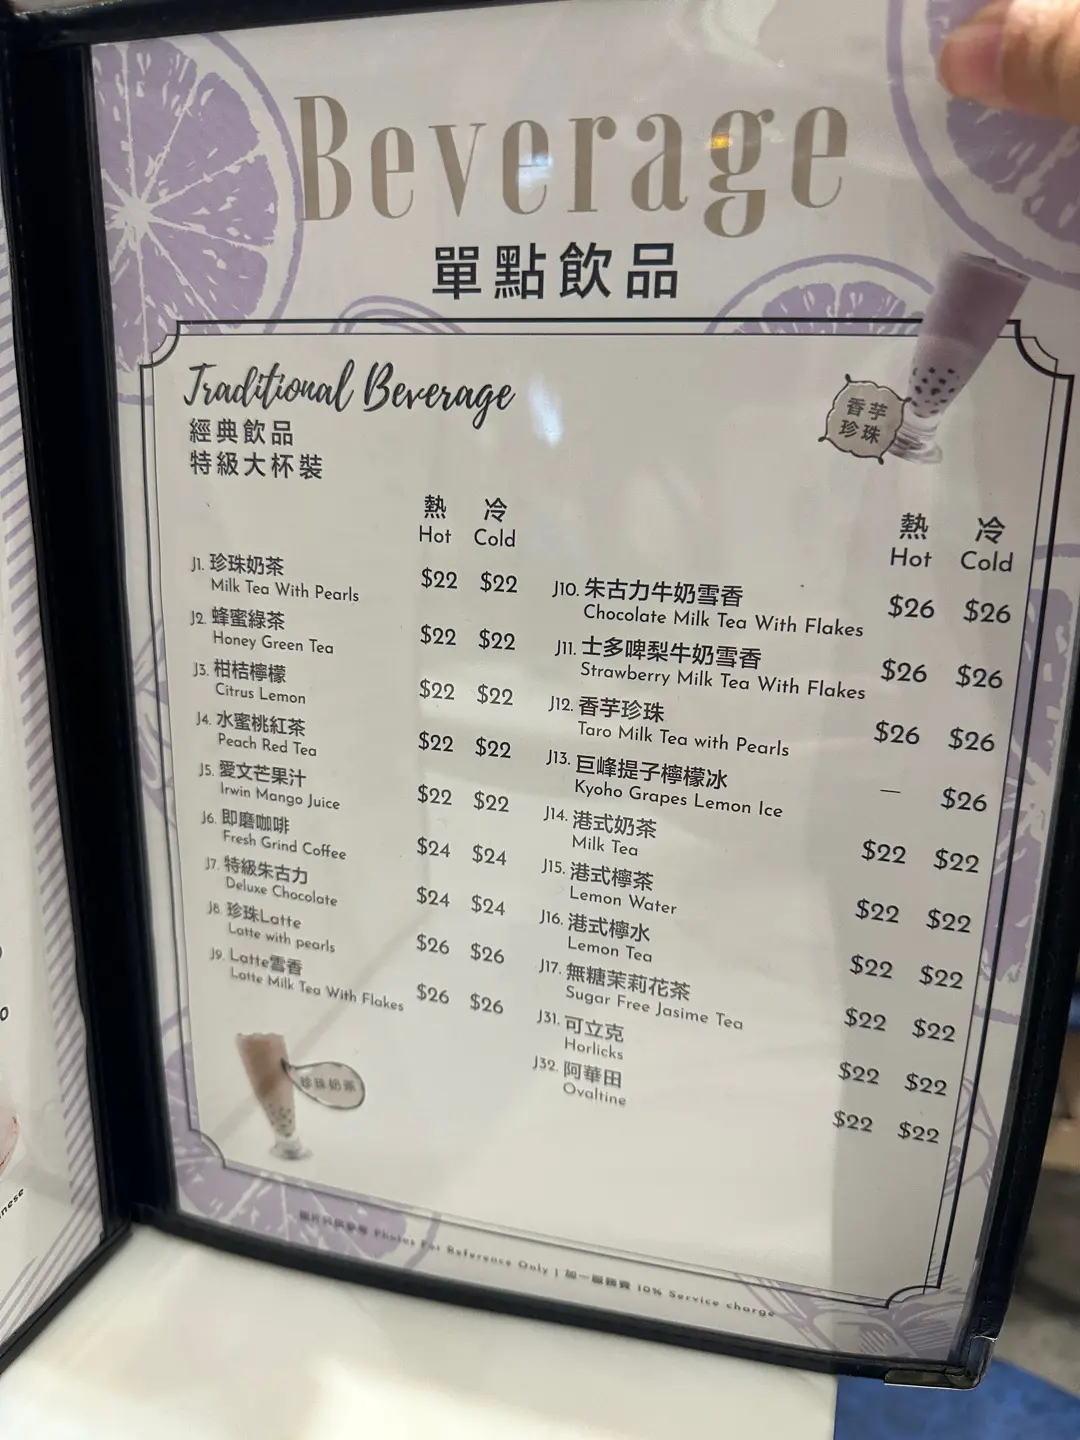 Beverage
單點飲品
Traditional Beverage
經典飲品
特級大杯裝
香芋
珍珠
熱 冷
Hot Cold
J1. 珍珠奶茶 $22 $22
Milk Tea With Pearls
J2. 蜂蜜綠茶 $22 $22
Honey Green Tea
J3. 柑桔檸檬 $22 $22
Citrus Lemon
J4. 水蜜桃紅茶 $22 $22
Peach Red Tea
J5. 愛文芒果汁 $22 $22
Irwin Mango Juice
J6. 即磨咖啡 $24 $24
Fresh Grind Coffee
J7. 特級朱古力 $24 $24
Deluxe Chocolate
J8. 珍珠Latte $26 $26
Latte with pearls
J9. Latte雪香 $26 $26
Latte Milk Tea With Flakes
珍珠奶茶
熱 冷
Hot Cold
J10. 朱古力牛奶雪香 $26 $26
Chocolate Milk Tea With Flakes
J11. 士多啤梨牛奶雪香 $26 $26
Strawberry Milk Tea With Flakes
J12. 香芋珍珠 $26 $26
Taro Milk Tea with Pearls
J13. 巨峰提子檸檬冰 — $26
Kyoho Grapes Lemon Ice
J14. 港式奶茶 $22 $22
Milk Tea
J15. 港式檸茶 $22 $22
Lemon Water
J16. 港式檸水 $22 $22
Lemon Tea
J17. 無糖茉莉花茶 $22 $22
Sugar Free Jasime Tea
J31. 可立克 $22 $22
Horlicks
J32. 阿華田 $22 $22
Ovaltine
圖片只供參考 Photos For Reference Only | 加一服務費 10% Service charge